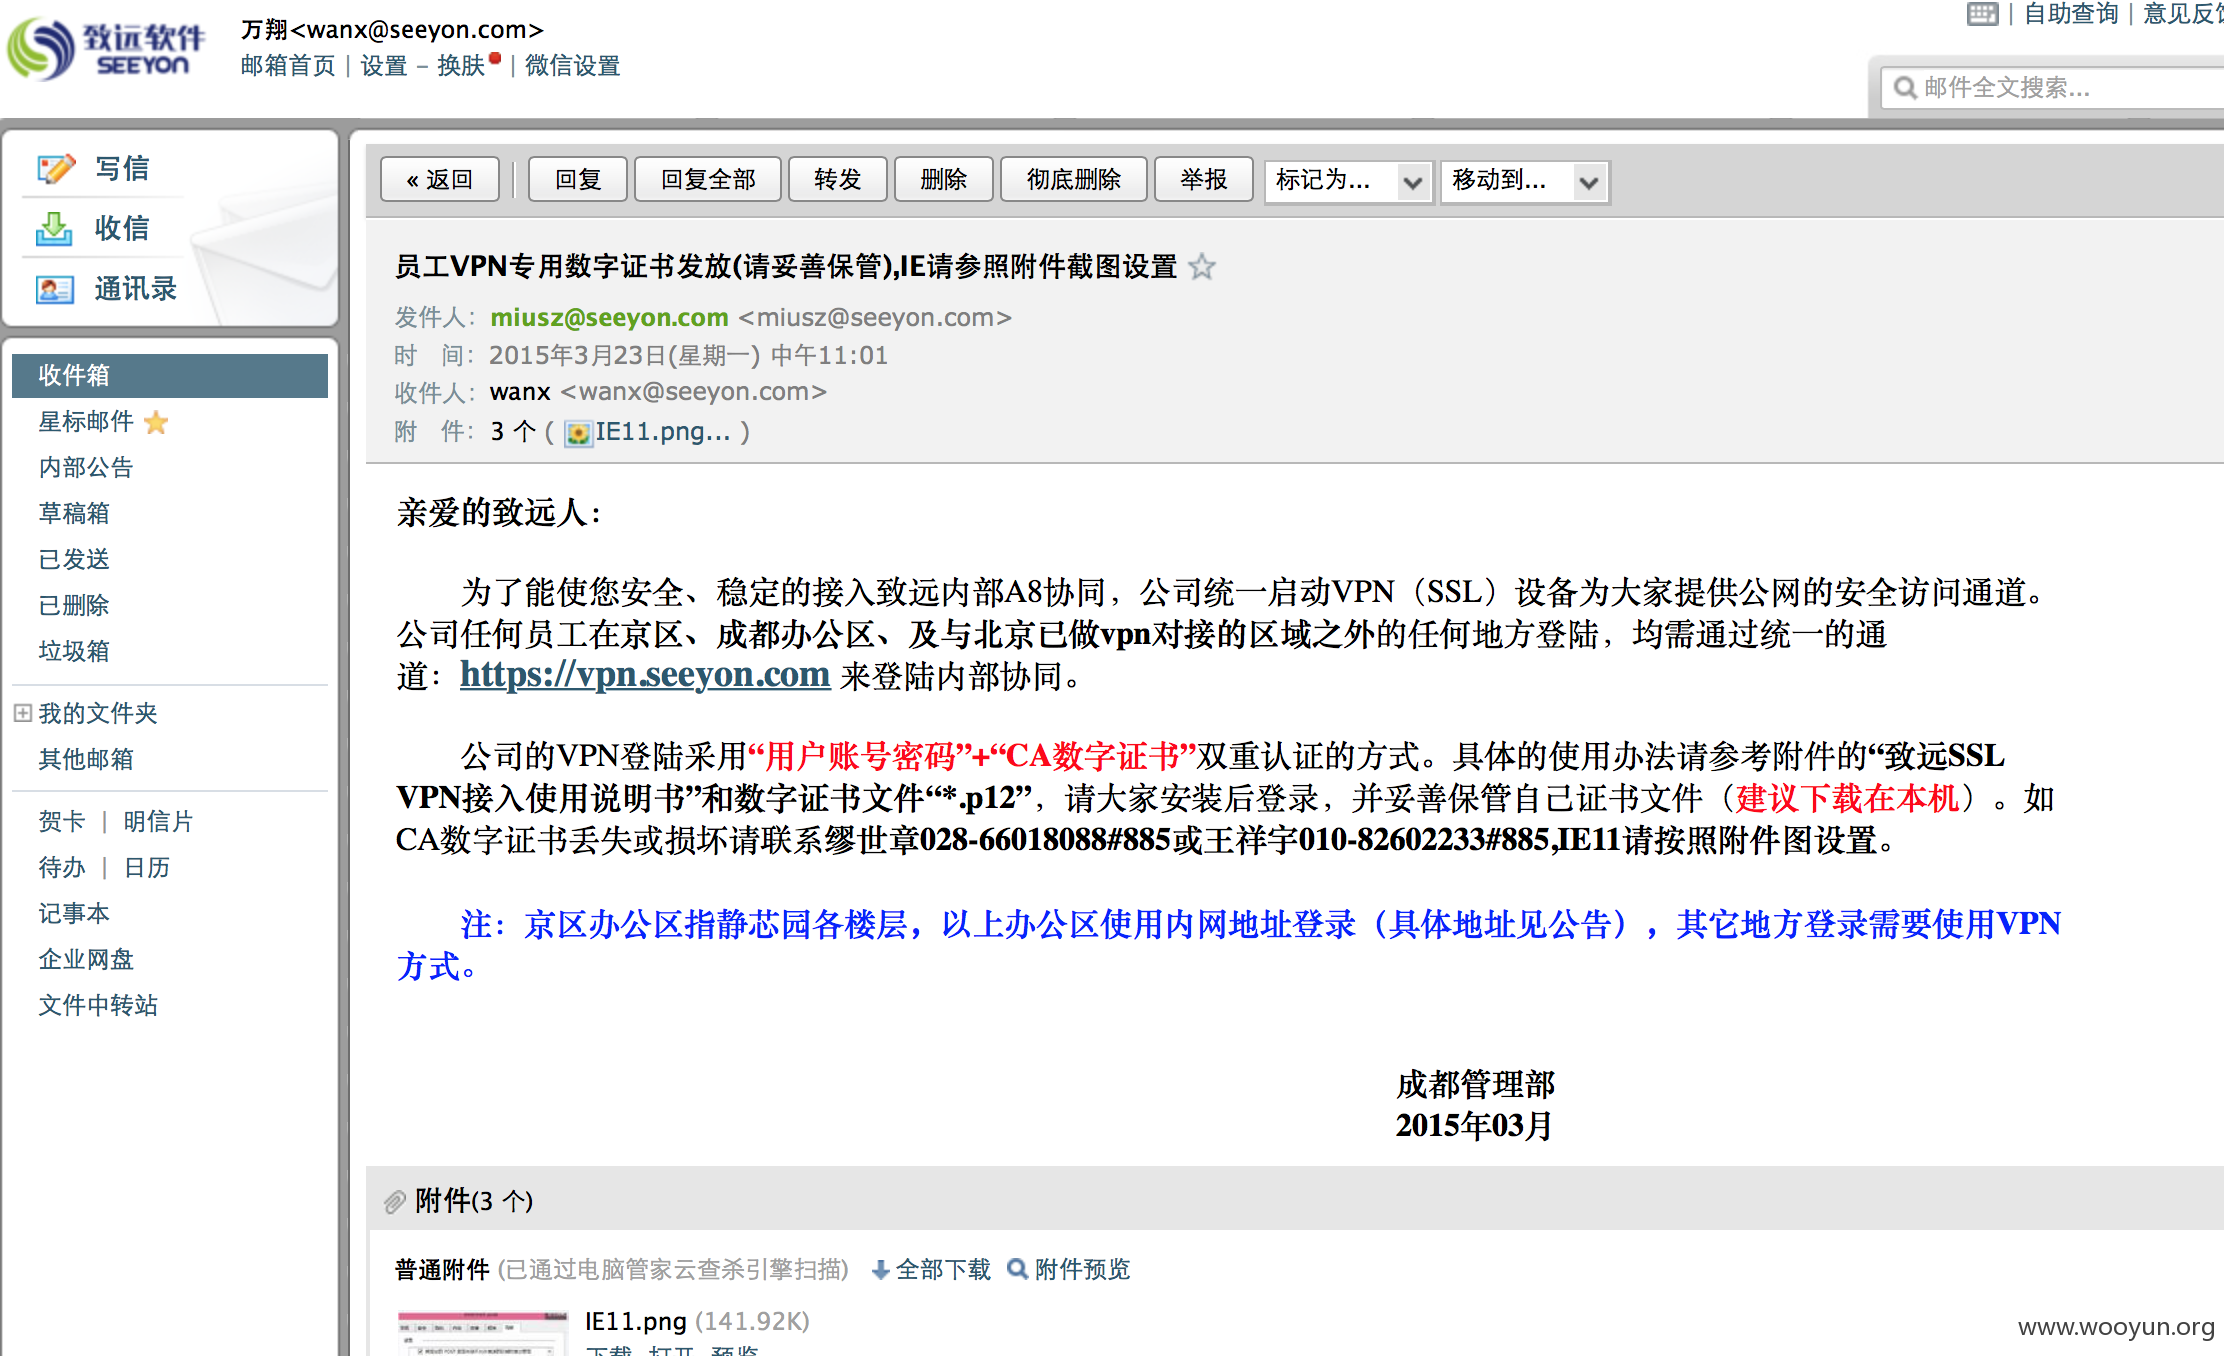 致远软件
SEEYON
万翔<wanx@seeyon.com>
邮箱首页 | 设置 - 换肤 | 微信设置
| 自助查询 | 意见反馈
邮件全文搜索...
写信
收信
通讯录
收件箱
星标邮件
内部公告
草稿箱
已发送
已删除
垃圾箱
我的文件夹
其他邮箱
贺卡 | 明信片
待办 | 日历
记事本
企业网盘
文件中转站
« 返回 回复 回复全部 转发 删除 彻底删除 举报 标记为... 移动到...
员工VPN专用数字证书发放(请妥善保管),IE请参照附件截图设置
发件人: miusz@seeyon.com <miusz@seeyon.com>
时 间: 2015年3月23日(星期一) 中午11:01
收件人: wanx <wanx@seeyon.com>
附 件: 3 个 ( IE11.png... )
亲爱的致远人：
为了能使您安全、稳定的接入致远内部A8协同，公司统一启动VPN（SSL）设备为大家提供公网的安全访问通道。
公司任何员工在京区、成都办公区、及与北京已做vpn对接的区域之外的任何地方登陆，均需通过统一的通
道：https://vpn.seeyon.com 来登陆内部协同。
公司的VPN登陆采用“用户账号密码”+“CA数字证书”双重认证的方式。具体的使用办法请参考附件的“致远SSL
VPN接入使用说明书”和数字证书文件“*.p12”，请大家安装后登录，并妥善保管自己证书文件（建议下载在本机）。如
CA数字证书丢失或损坏请联系缪世章028-66018088#885或王祥宇010-82602233#885,IE11请按照附件图设置。
注：京区办公区指静芯园各楼层，以上办公区使用内网地址登录（具体地址见公告），其它地方登录需要使用VPN
方式。
成都管理部
2015年03月
附件(3 个)
普通附件 (已通过电脑管家云查杀引擎扫描) 全部下载 附件预览
IE11.png (141.92K)
下载 打开 预览
www.wooyun.org